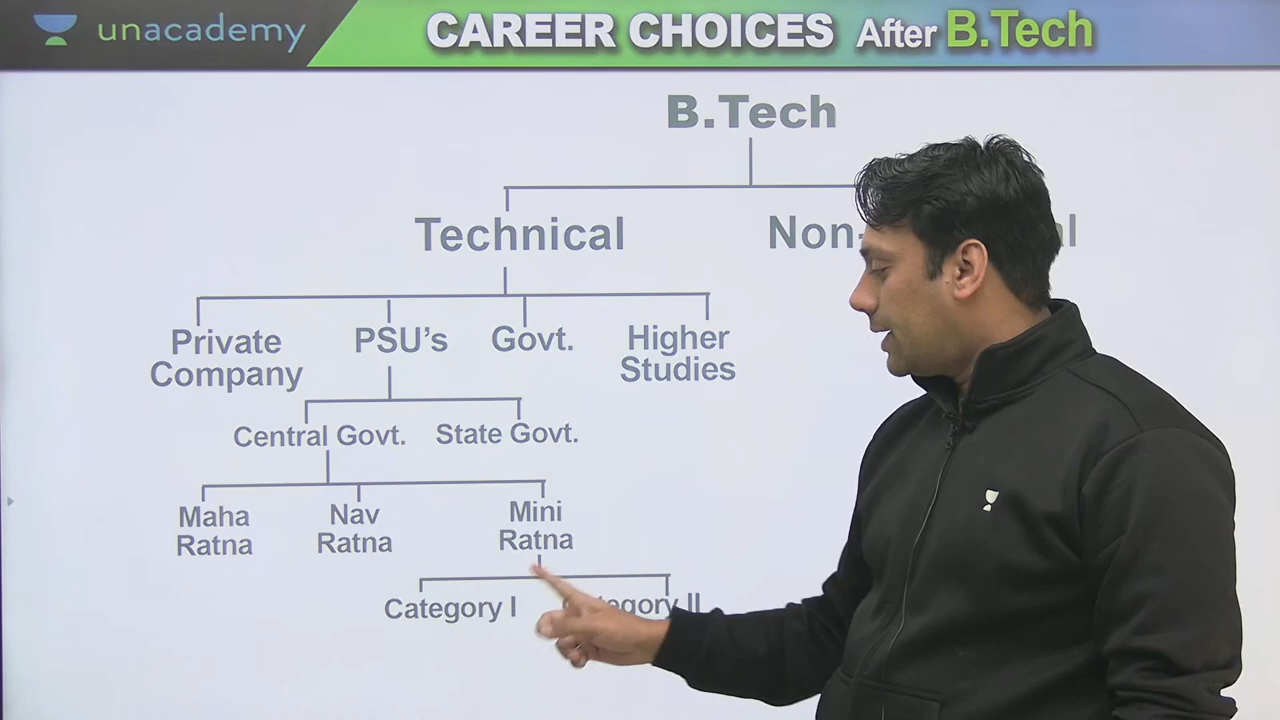 unacademy
CAREER CHOICES After B.Tech
B.Tech
Technical
Private
Company
PSU's
Govt.
Higher
Studies
Central Govt.
State Govt.
Maha
Ratna
Nav
Ratna
Mini
Ratna
Category I
II